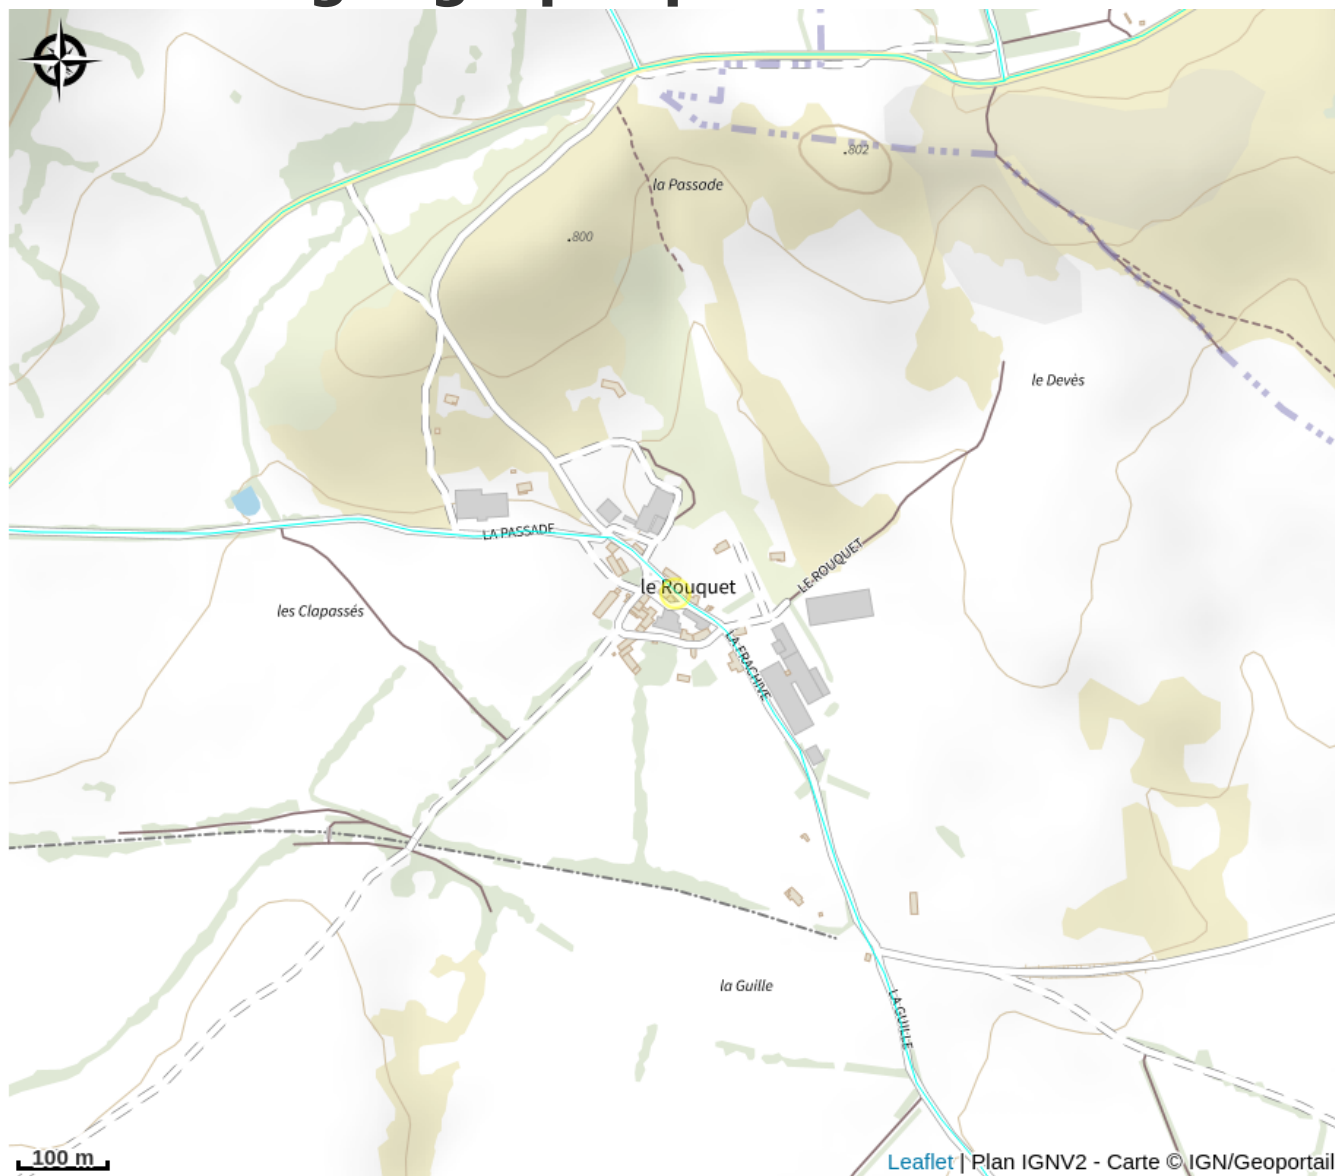 la Passade
.802
.800
le Devès
LA PASSADE
LE ROUQUET
le Rouquet
les Clapassés
LA FRACHIVE
la Guille
LA GUILLE
100 m
Leaflet | Plan IGNV2 - Carte © IGN/Geoportail